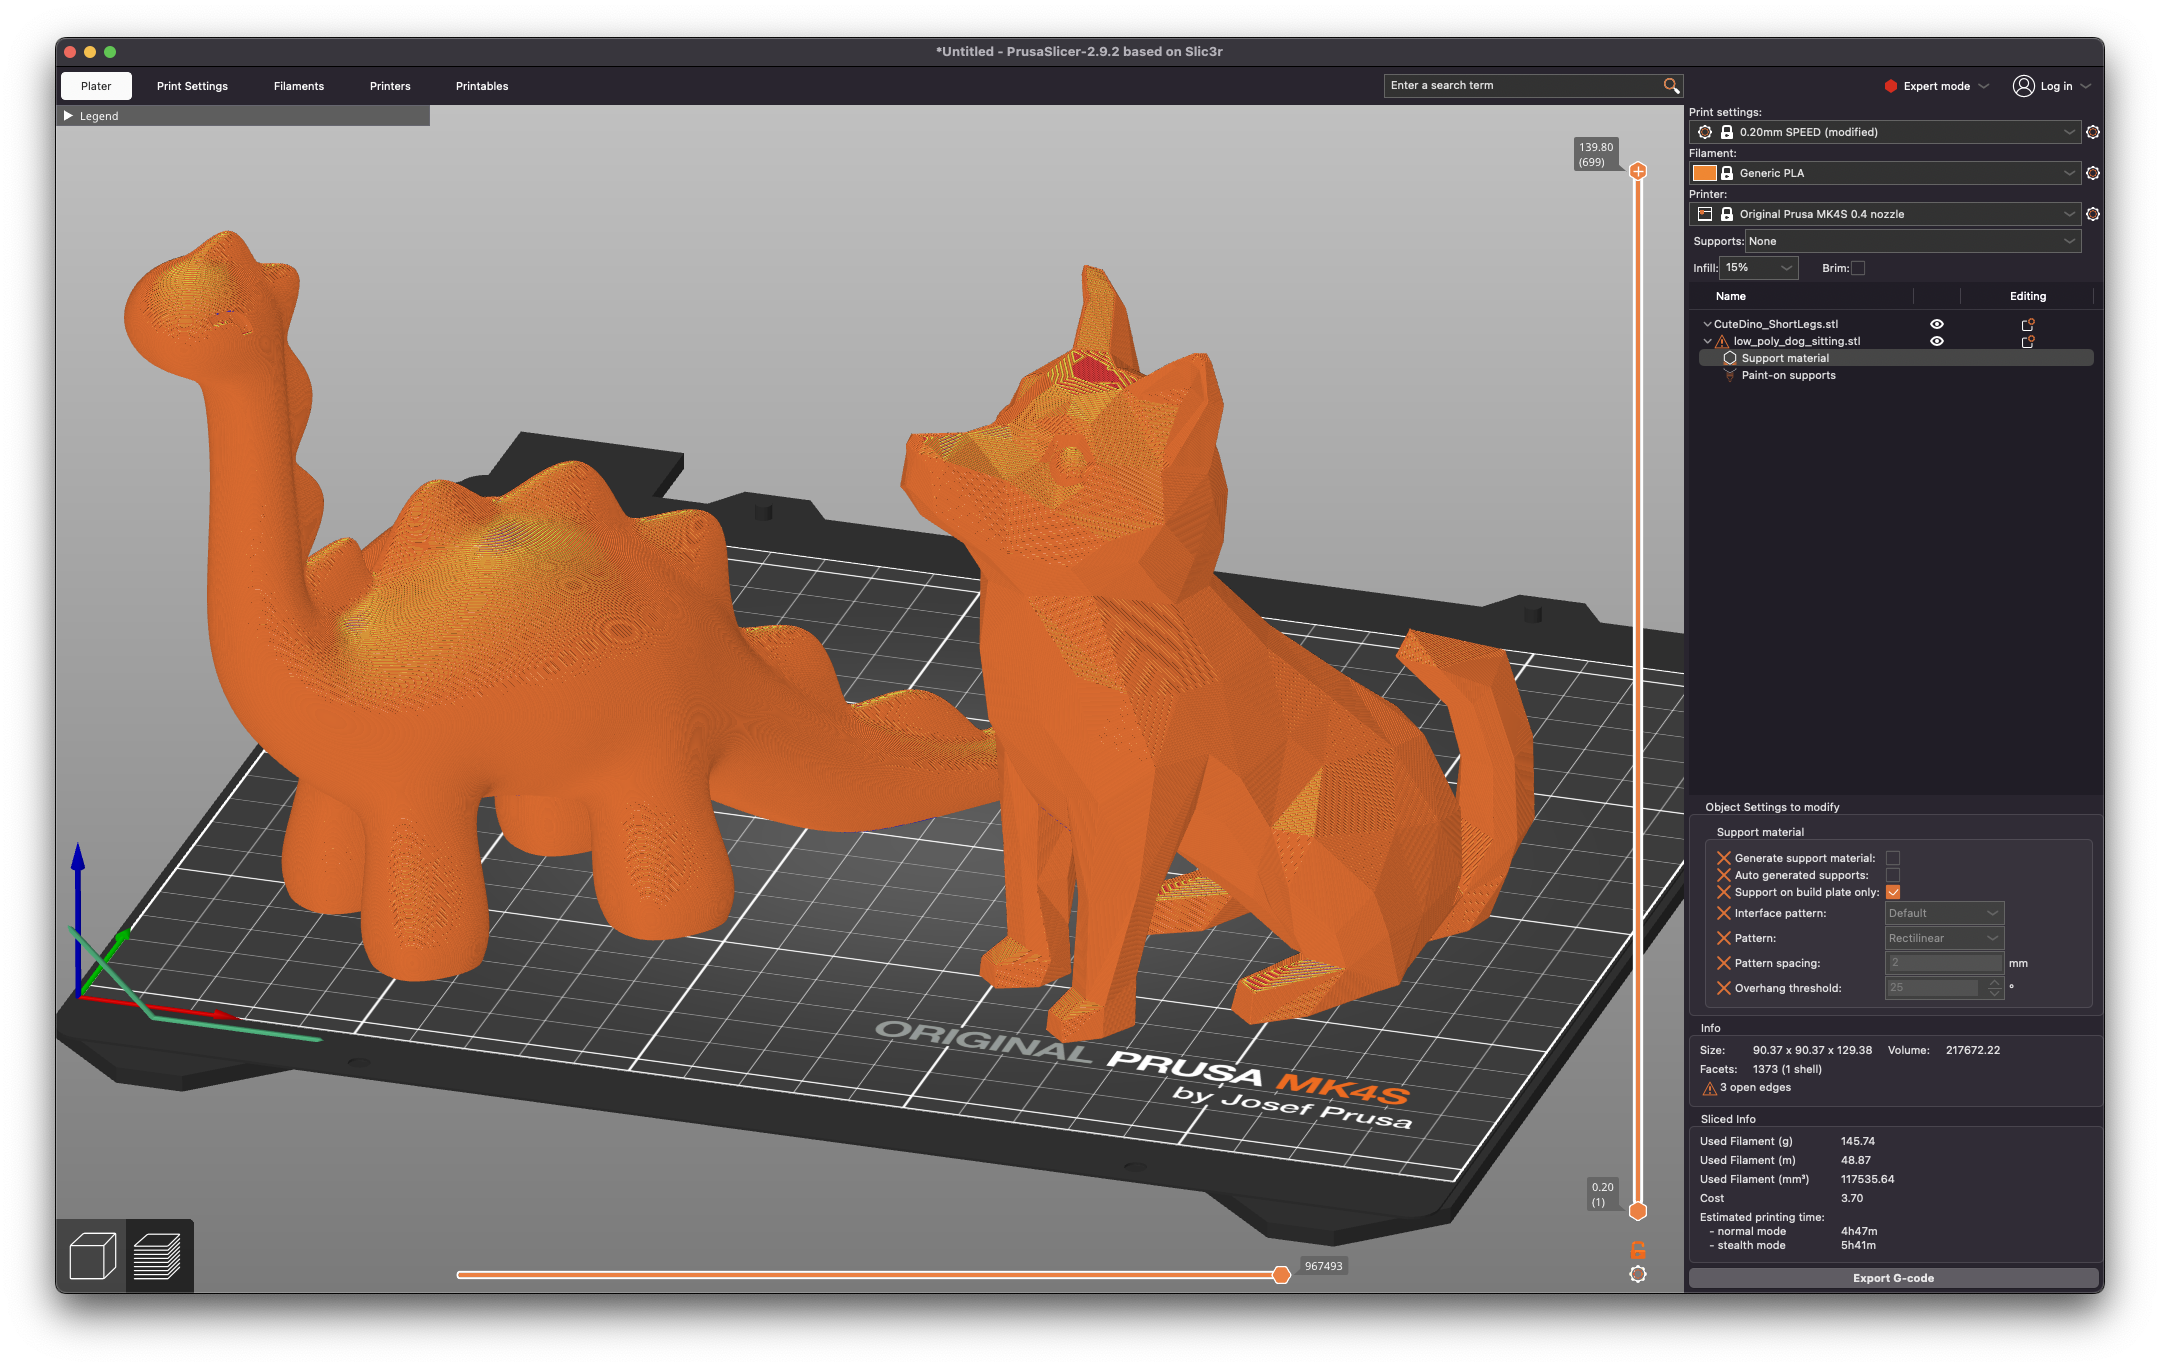 *Untitled - PrusaSlicer-2.9.2 based on Slic3r
Plater Print Settings Filaments Printers Printables
Enter a search term
Expert mode
Log in
Legend
139.80
(699)
Print settings:
0.20mm SPEED (modified)
Filament:
Generic PLA
Printer:
Original Prusa MK4S 0.4 nozzle
Supports: None
Infill: 15% Brim:
Name Editing
CuteDino_ShortLegs.stl
low_poly_dog_sitting.stl
Support material
Paint-on supports
ORIGINAL PRUSA MK4S
by Josef Prusa
Object Settings to modify
Support material
Generate support material:
Auto generated supports:
Support on build plate only:
Interface pattern: Default
Pattern: Rectilinear
Pattern spacing: 2 mm
Overhang threshold: 25 °
Info
Size: 90.37 x 90.37 x 129.38 Volume: 217672.22
Facets: 1373 (1 shell)
3 open edges
Sliced Info
Used Filament (g) 145.74
Used Filament (m) 48.87
Used Filament (mm³) 117535.64
Cost 3.70
Estimated printing time:
- normal mode 4h47m
- stealth mode 5h41m
0.20
(1)
967493
Export G-code